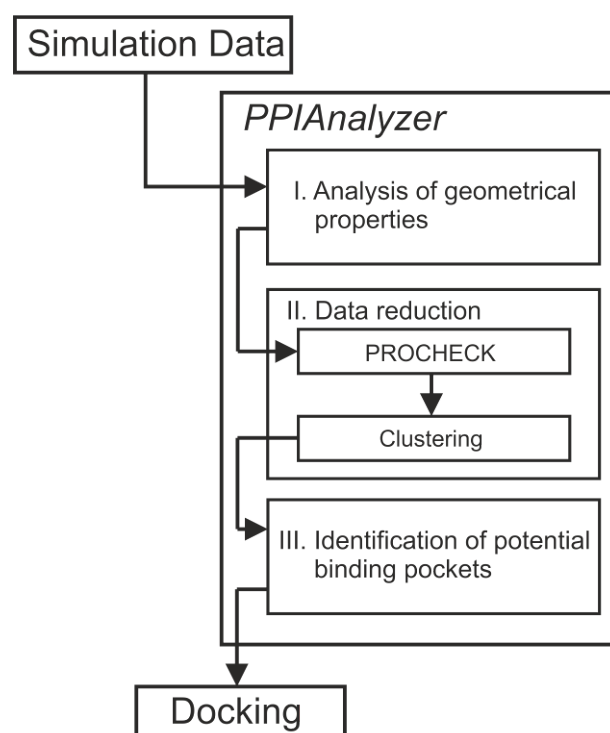 Simulation Data
PPIAnalyzer
I. Analysis of geometrical
properties
II. Data reduction
PROCHECK
Clustering
III. Identification of potential
binding pockets
Docking